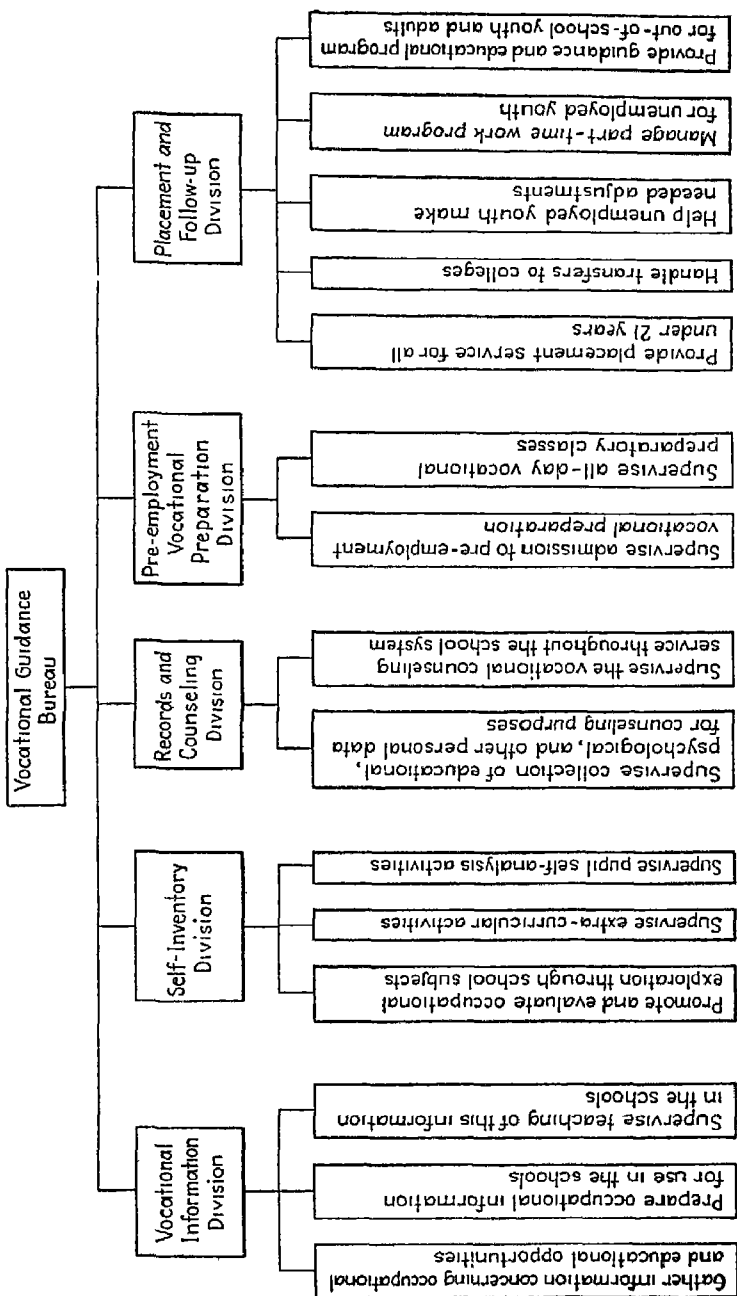 Vocational Guidance
Bureau
Vocational
Information
Division
Gather information concerning occupational
and educational opportunities
Prepare occupational information
for use in the schools
Supervise teaching of this information
in the schools
Self-Inventory
Division
Promote and evaluate occupational
exploration through school subjects
Supervise extra-curricular activities
Supervise pupil self-analysis activities
Records and
Counseling
Division
Supervise collection of educational,
psychological, and other personal data
for counseling purposes
Supervise the vocational counseling
service throughout the school system
Pre-employment
Vocational
Preparation
Division
Supervise admission to pre-employment
vocational preparation
Supervise all-day vocational
preparatory classes
Placement and
Follow-up
Division
Provide placement service for all
under 21 years
Handle transfers to colleges
Help unemployed youth make
needed adjustments
Manage part-time work program
for unemployed youth
Provide guidance and educational program
for out-of-school youth and adults